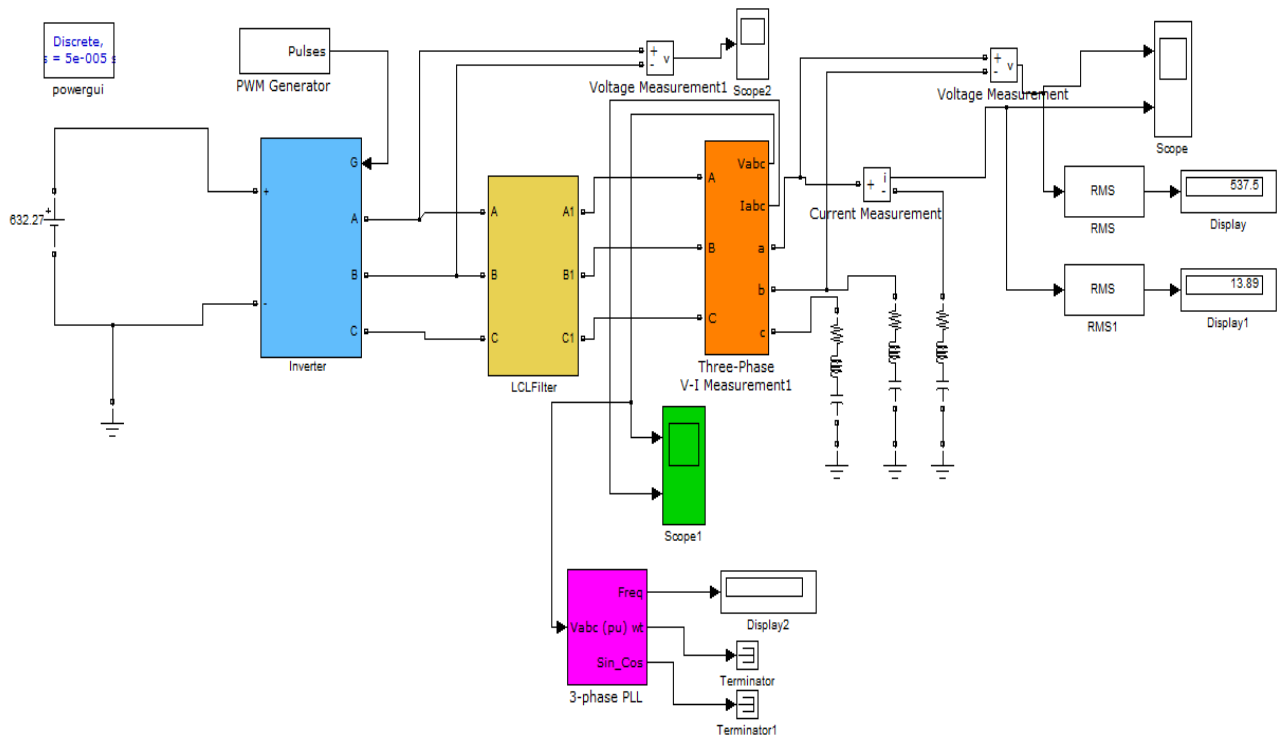 Discrete,
s = 5e-005 s
powergui
Pulses
PWM Generator
+
-
v
Voltage Measurement1
Scope2
+
-
v
Voltage Measurement
Scope
632.27
+
G
+
-
A
B
C
Inverter
A
B
C
A1
B1
C1
LCLFilter
A
B
C
Vabc
Iabc
a
b
c
Three-Phase
V-I Measurement1
+
i
-
Current Measurement
RMS
RMS
537.5
Display
RMS
RMS1
13.89
Display1
Scope1
Freq
Vabc (pu) wt
Sin_Cos
3-phase PLL
Display2
Terminator
Terminator1